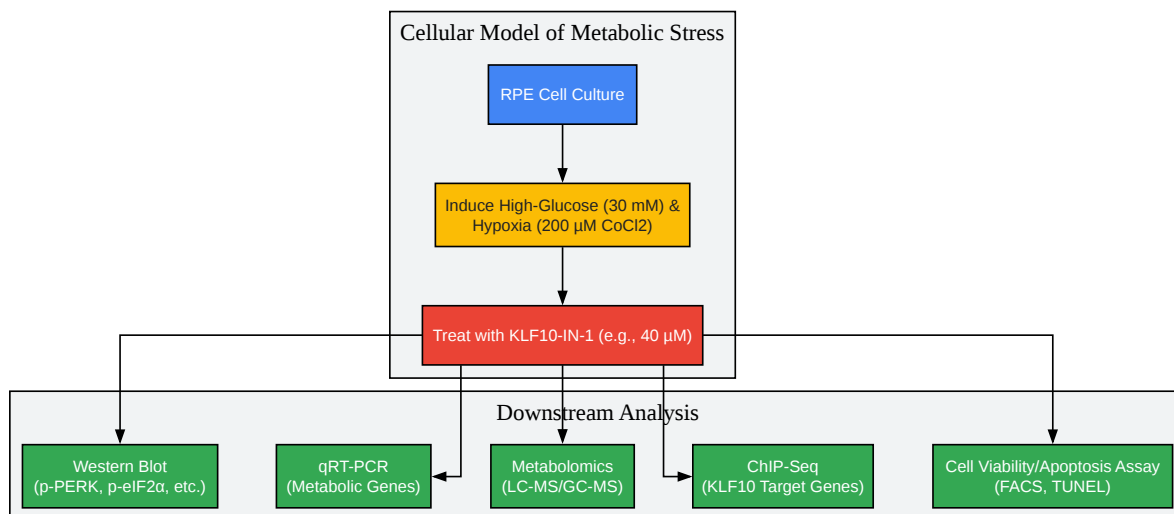 Cellular Model of Metabolic Stress
RPE Cell Culture
Induce High-Glucose (30 mM) &
Hypoxia (200 µM CoCl2)
Treat with KLF10-IN-1 (e.g., 40 µM)
Downstream Analysis
Western Blot
(p-PERK, p-eIF2α, etc.)
qRT-PCR
(Metabolic Genes)
Metabolomics
(LC-MS/GC-MS)
ChIP-Seq
(KLF10 Target Genes)
Cell Viability/Apoptosis Assay
(FACS, TUNEL)